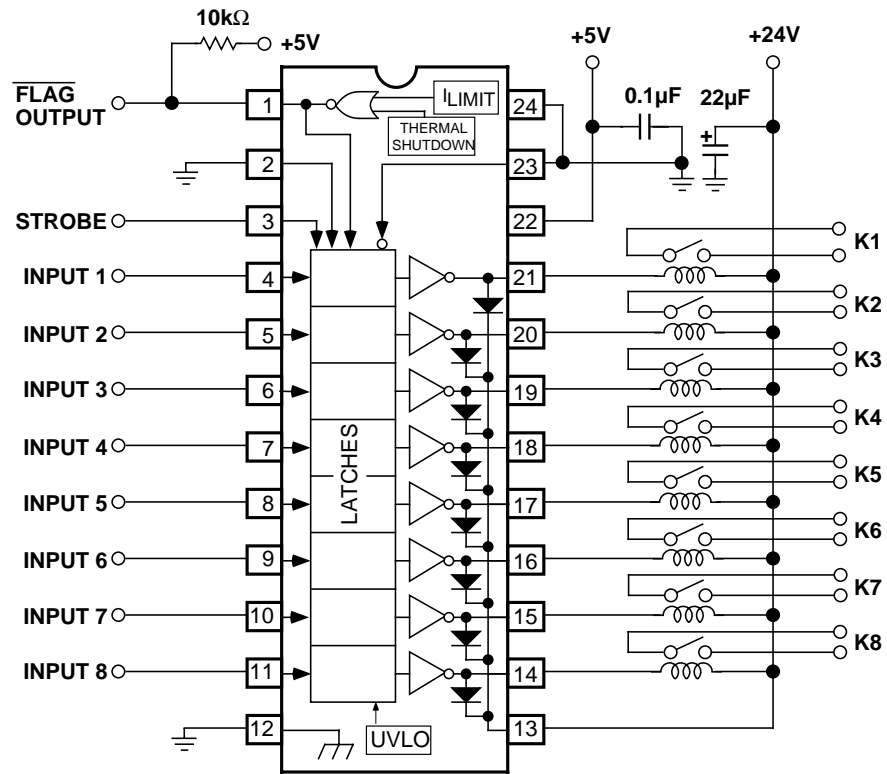 10kΩ
+5V
+5V
+24V
FLAG
OUTPUT
1
ILIMIT
THERMAL
SHUTDOWN
24
0.1µF
22µF
+
2
23
STROBE
3
22
INPUT 1
4
21
K1
INPUT 2
5
20
K2
INPUT 3
6
19
K3
INPUT 4
7
18
K4
LATCHES
INPUT 5
8
17
K5
INPUT 6
9
16
K6
INPUT 7
10
15
K7
INPUT 8
11
14
K8
12
UVLO
13